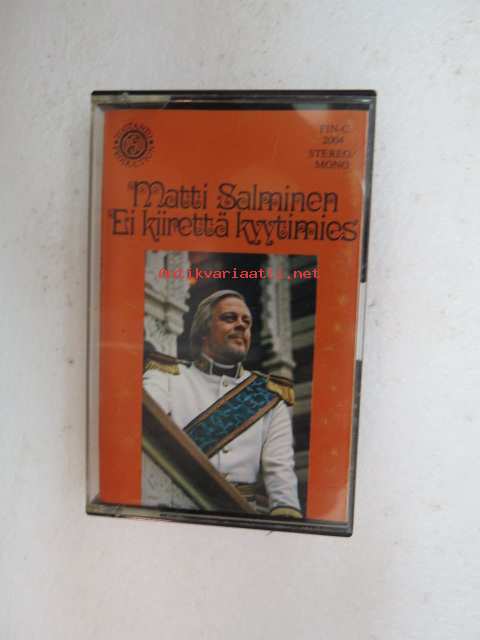 FIN-C
2004
STEREO/
MONO
Matti Salminen
Ei kiirettä kyytimies
Antikvariaatti.net